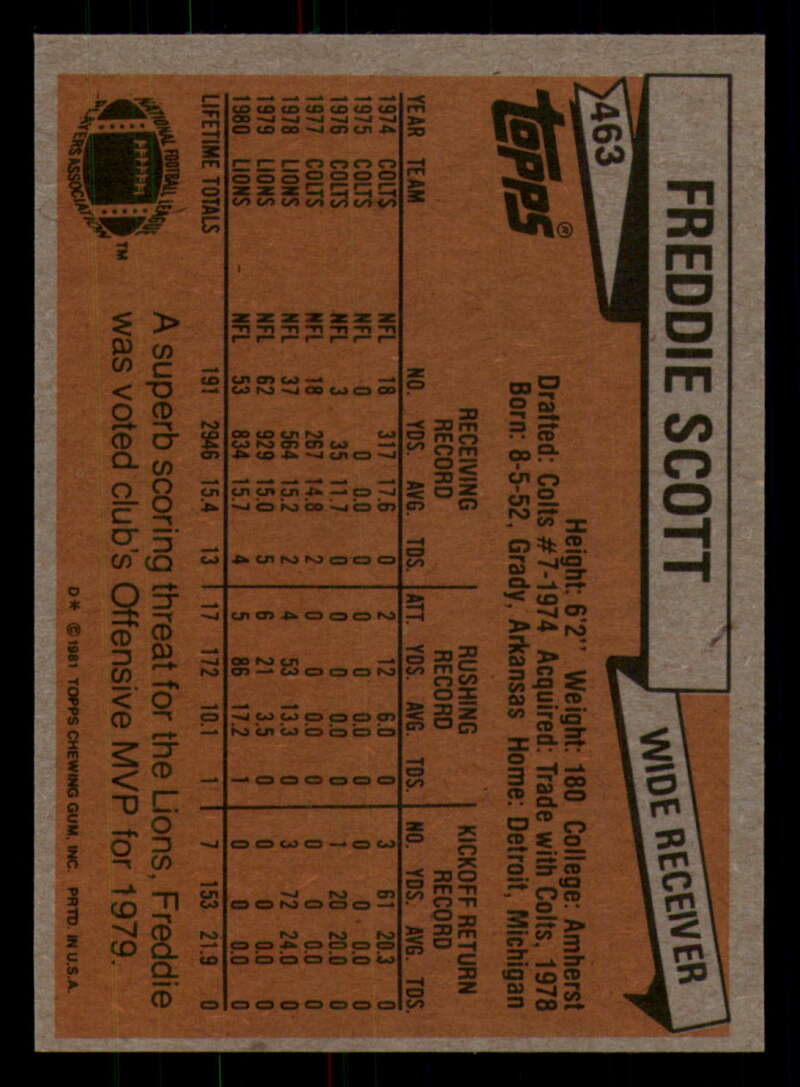 463
FREDDIE SCOTT
WIDE RECEIVER
TOPPS®
Height: 6'2" Weight: 180 College: Amherst
Drafted: Colts #7-1974 Acquired: Trade with Colts, 1978
Born: 8-5-52, Grady, Arkansas Home: Detroit, Michigan
RECEIVING RECORD RUSHING RECORD KICKOFF RETURN RECORD
YEAR TEAM NO. YDS. AVG. TDS. ATT. YDS. AVG. TDS. NO. YDS. AVG. TDS.
1974 COLTS NFL 18 317 17.6 0 2 12 6.0 0 3 61 20.3 0
1975 COLTS NFL 0 0 0.0 0 0 0 0.0 0 0 0 0.0 0
1976 COLTS NFL 3 35 11.7 0 0 0 0.0 0 1 20 20.0 0
1977 COLTS NFL 18 267 14.8 2 0 0 0.0 0 0 0 0.0 0
1978 LIONS NFL 37 564 15.2 2 4 53 13.3 0 3 72 24.0 0
1979 LIONS NFL 62 929 15.0 5 6 21 3.5 0 0 0 0.0 0
1980 LIONS NFL 53 834 15.7 4 5 86 17.2 1 0 0 0.0 0
LIFETIME TOTALS 191 2946 15.4 13 17 172 10.1 1 7 153 21.9 0
NATIONAL FOOTBALL LEAGUE
PLAYERS ASSOCIATION
TM
A superb scoring threat for the Lions, Freddie
was voted club's Offensive MVP for 1979.
D* © 1981 TOPPS CHEWING GUM, INC. PRTD. IN U.S.A.